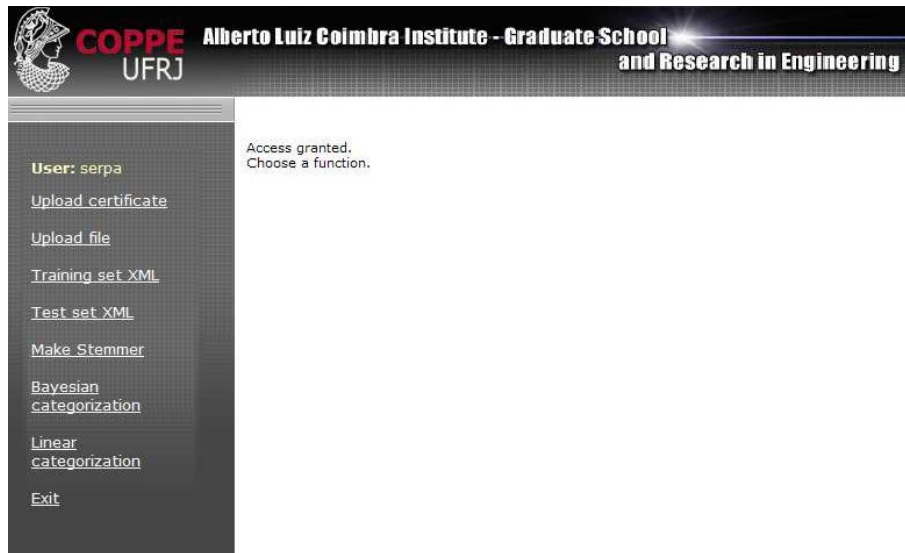 COPPE
UFRJ
Alberto Luiz Coimbra Institute - Graduate School
and Research in Engineering
User: serpa
Upload certificate
Upload file
Training set XML
Test set XML
Make Stemmer
Bayesian
categorization
Linear
categorization
Exit
Access granted.
Choose a function.